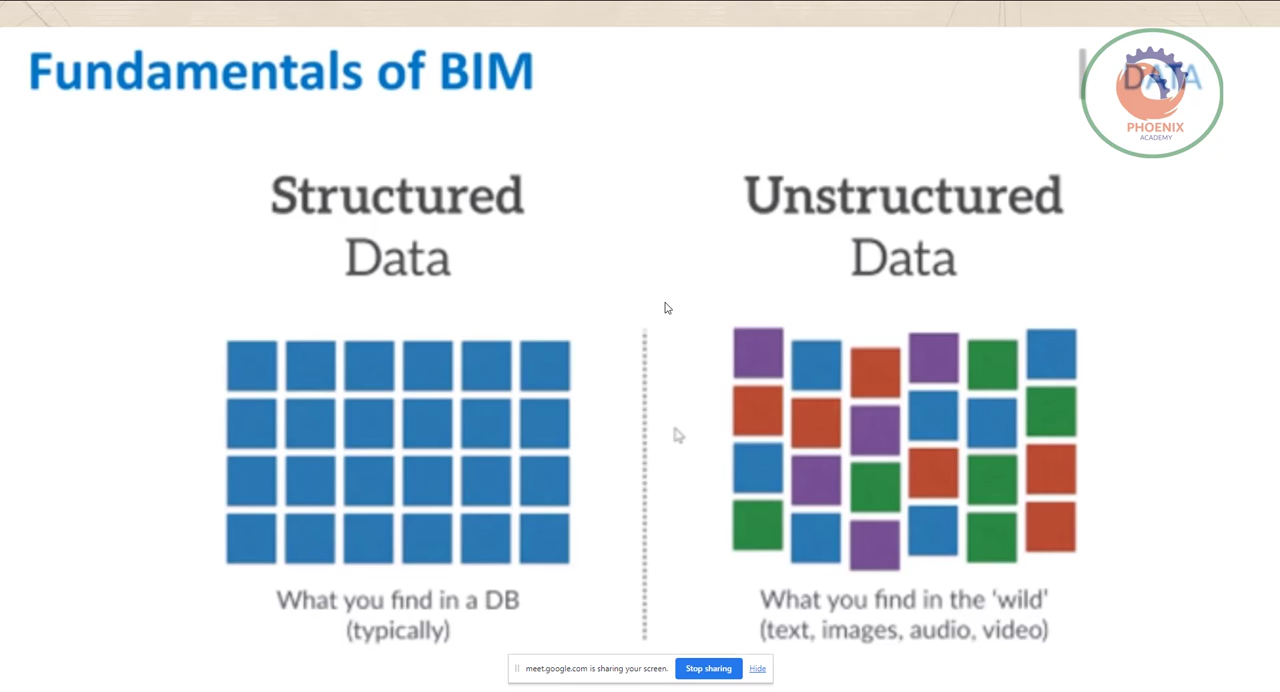 Fundamentals of BIM
DATA
PHOENIX
ACADEMY
Structured
Data
Unstructured
Data
What you find in a DB
(typically)
What you find in the 'wild'
(text, images, audio, video)
meet.google.com is sharing your screen.
Stop sharing
Hide